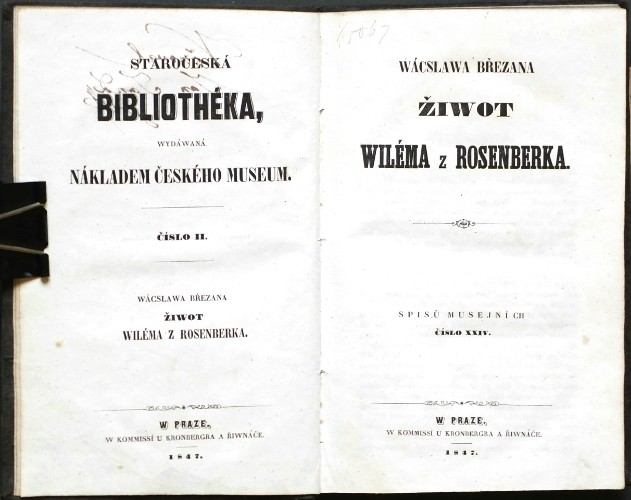 STAROČESKÁ
BIBLIOTHÉKA,
WYDÁWANÁ
NÁKLADEM ČESKÉHO MUSEUM.
ČÍSLO II.
WÁCSLAWA BŘEZANA
ŽIWOT
WILÉMA Z ROSENBERKA.
W PRAZE,
W KOMMISSÍ U KRONBERGRA A ŘIWNÁČE.
1847.
WÁCSLAWA BŘEZANA
ŽIWOT
WILÉMA Z ROSENBERKA.
SPISŮ MUSEJNÍCH
ČÍSLO XXIV.
W PRAZE,
W KOMMISSÍ U KRONBERGRA A ŘIWNÁČE.
1847.